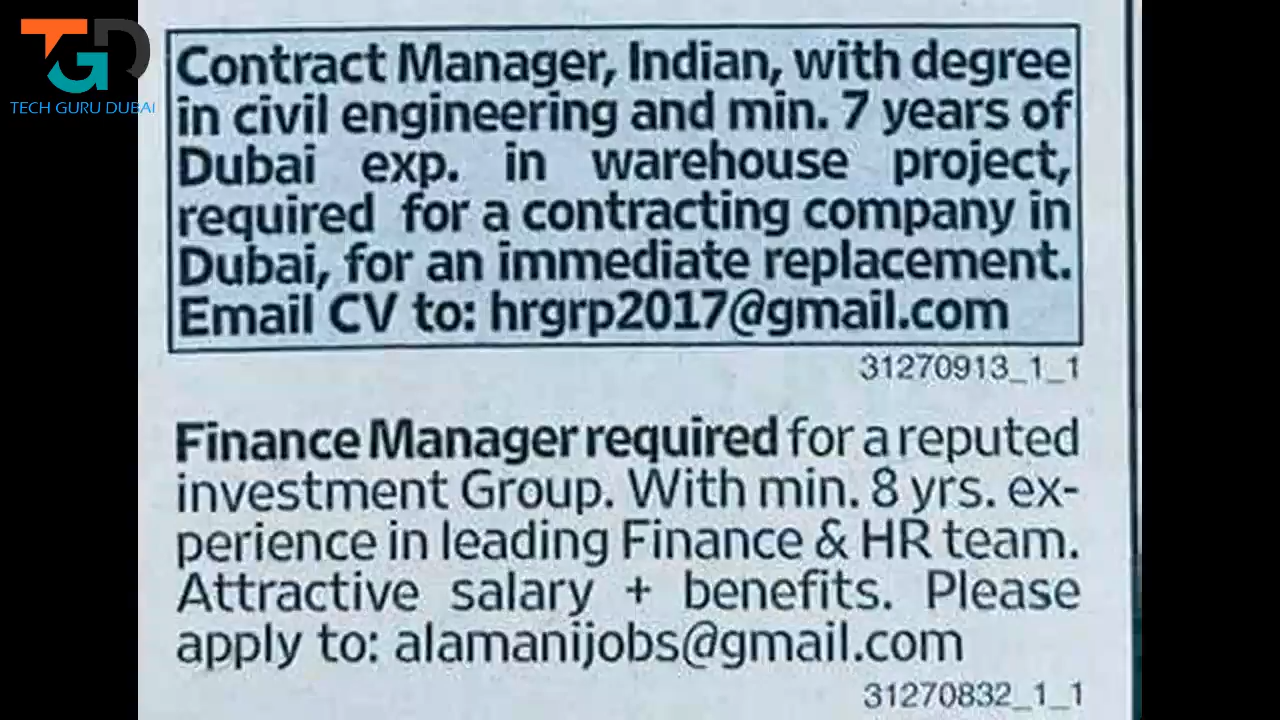 TGD
TECH GURU DUBAI
Contract Manager, Indian, with degree
in civil engineering and min. 7 years of
Dubai exp. in warehouse project,
required for a contracting company in
Dubai, for an immediate replacement.
Email CV to: hrgrp2017@gmail.com
31270913_1_1
Finance Manager required for a reputed
investment Group. With min. 8 yrs. ex-
perience in leading Finance & HR team.
Attractive salary + benefits. Please
apply to: alamanijobs@gmail.com
31270832_1_1